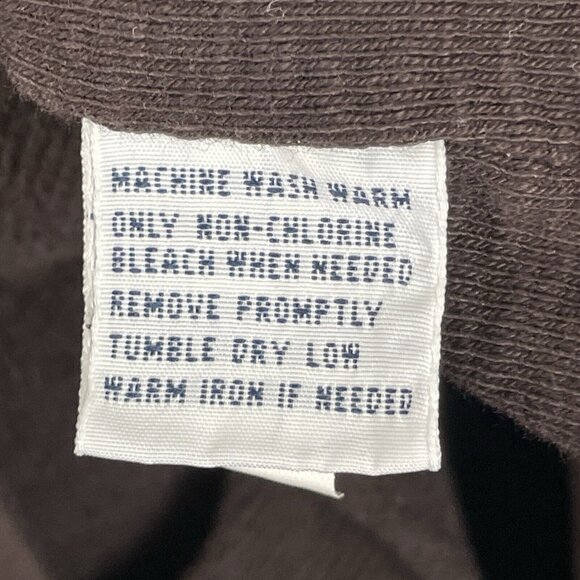 MACHINE WASH WARM
ONLY NON-CHLORINE
BLEACH WHEN NEEDED
REMOVE PROMPTLY
TUMBLE DRY LOW
WARM IRON IF NEEDED